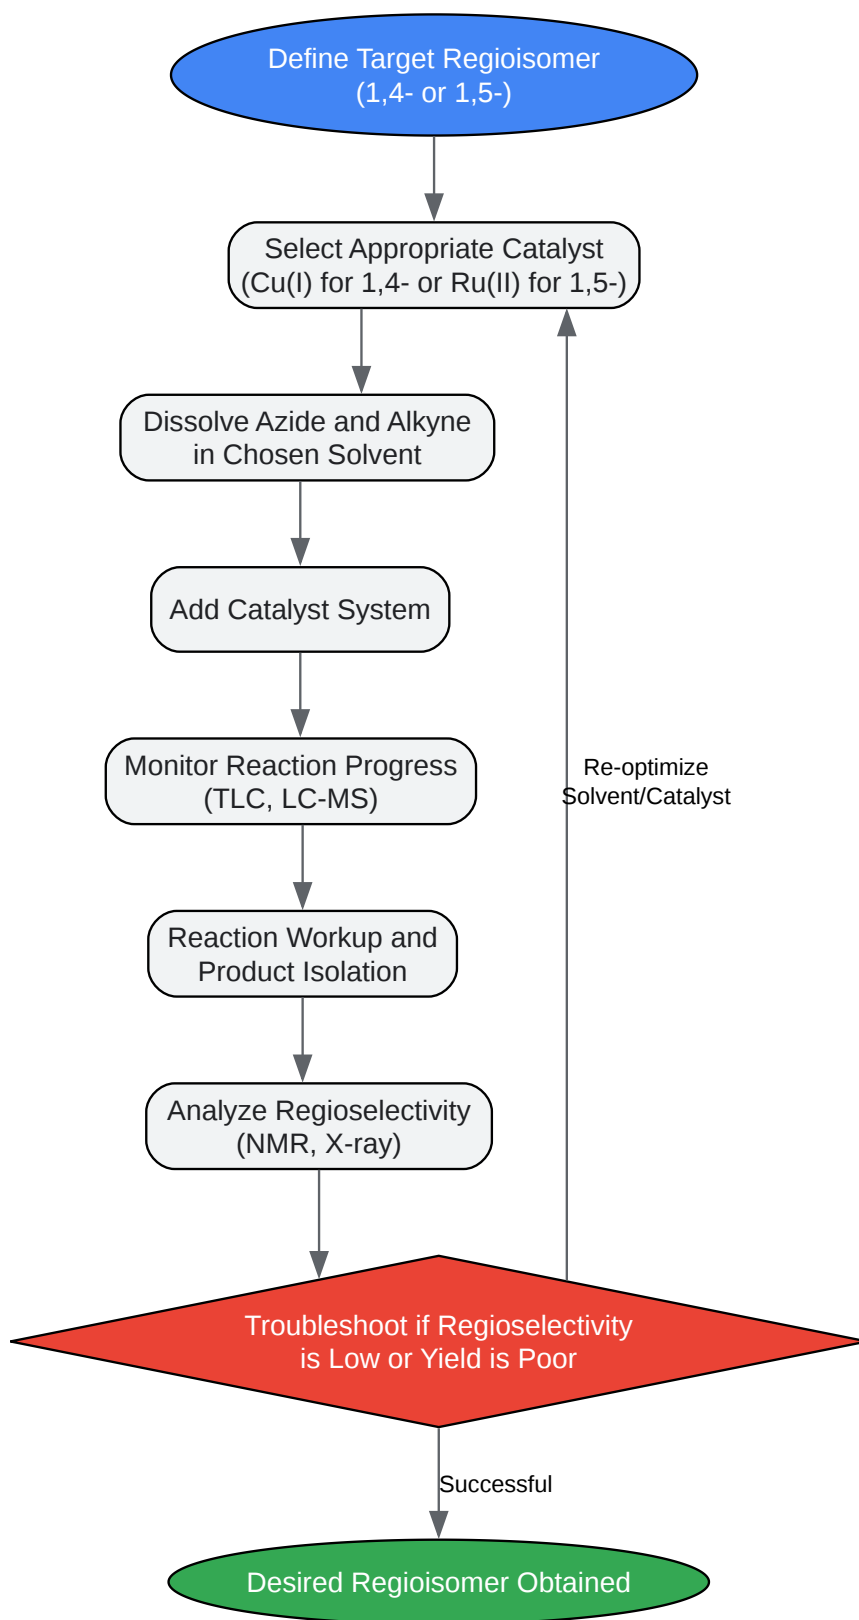 Define Target Regioisomer
(1,4- or 1,5-)
Select Appropriate Catalyst
(Cu(I) for 1,4- or Ru(II) for 1,5-)
Dissolve Azide and Alkyne
in Chosen Solvent
Add Catalyst System
Monitor Reaction Progress
(TLC, LC-MS)
Re-optimize
Solvent/Catalyst
Reaction Workup and
Product Isolation
Analyze Regioselectivity
(NMR, X-ray)
Troubleshoot if Regioselectivity
is Low or Yield is Poor
Successful
Desired Regioisomer Obtained